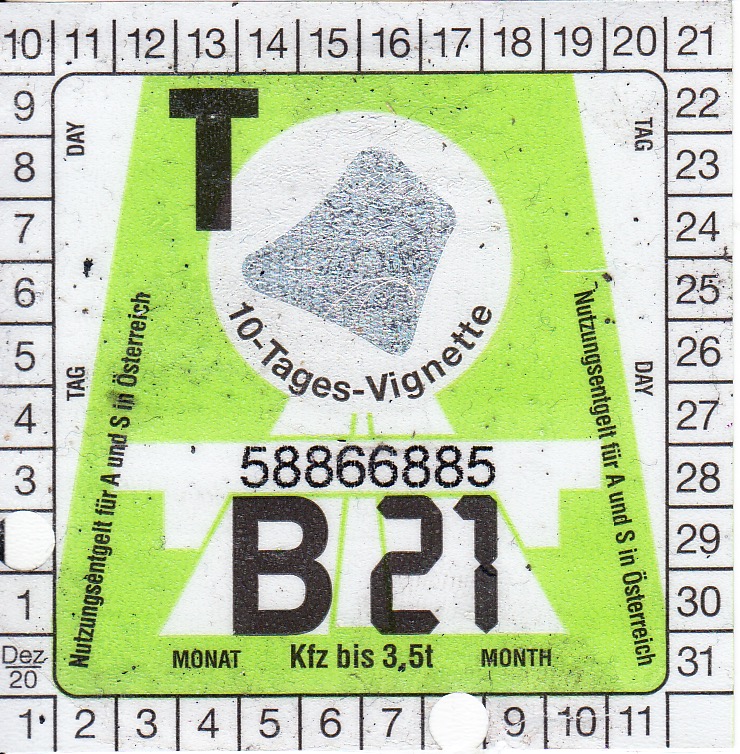 10 11 12 13 14 15 16 17 18 19 20 21
9 DAY T TAG 22
8 23
7 24
6 25
5 26
4 TAG DAY 27
10-Tages-Vignette
Nutzungsentgelt für A und S in Österreich
Nutzungsentgelt für A und S in Österreich
3 58866885 28
29
B 21
1 30
Dez 20 MONAT Kfz bis 3,5t MONTH 31
1 2 3 4 5 6 7 9 10 11